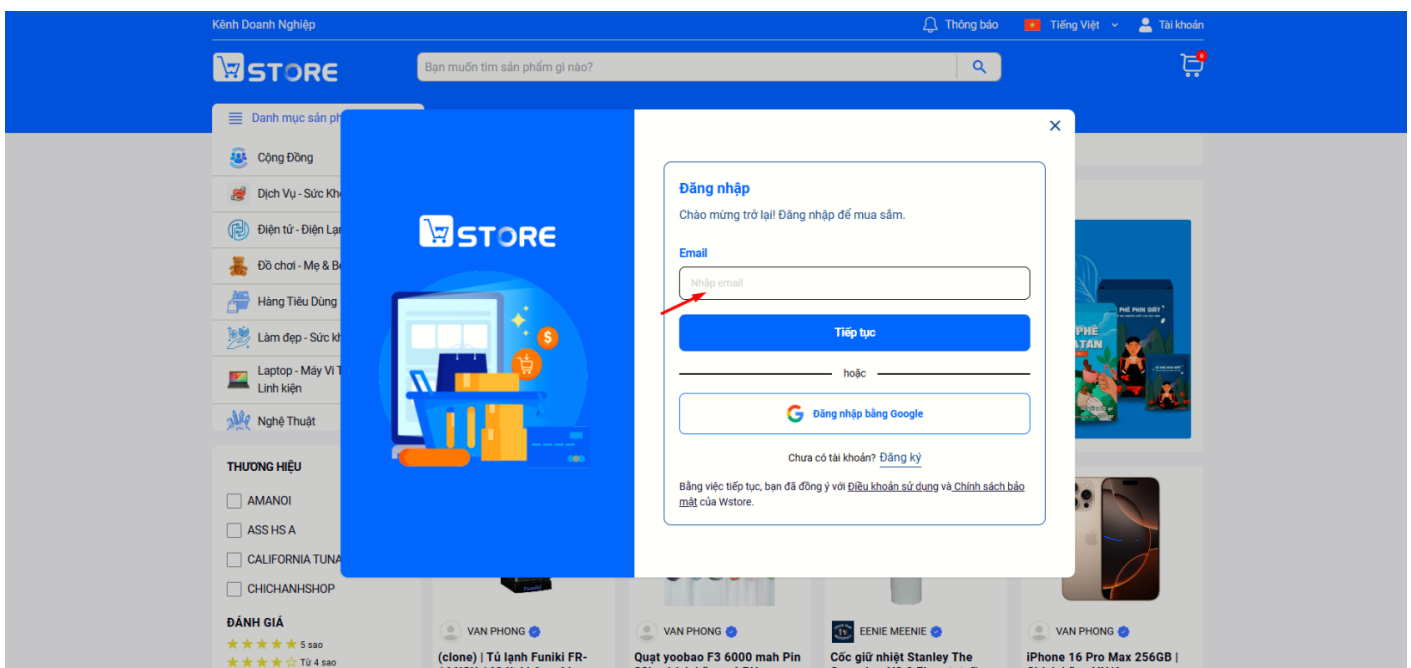 Kênh Doanh Nghiệp
Thông báo
Tiếng Việt
Tài khoản
STORE
Bạn muốn tìm sản phẩm gì nào?
Danh mục sản ph
Cộng Đồng
Dịch Vụ - Sức Kh
Điện tử - Điện Lạ
Đồ chơi - Mẹ & B
Hàng Tiêu Dùng
Làm đẹp - Sức kh
Laptop - Máy Vi T
Linh kiện
Nghệ Thuật
THƯƠNG HIỆU
AMANOI
ASS HS A
CALIFORNIA TUNA
CHICHANHSHOP
ĐÁNH GIÁ
5 sao
Từ 4 sao
STORE
Đăng nhập
Chào mừng trở lại! Đăng nhập để mua sắm.
Email
Nhập email
Tiếp tục
hoặc
Đăng nhập bằng Google
Chưa có tài khoản? Đăng ký
Bằng việc tiếp tục, bạn đã đồng ý với Điều khoản sử dụng và Chính sách bảo
mật của Wstore.
PHÊ PHIN GIẤY
PHÊ
VAN PHONG
(clone) | Tủ lạnh Funiki FR-
VAN PHONG
Quạt yoobao F3 6000 mah Pin
EENIE MEENIE
Cốc giữ nhiệt Stanley The
VAN PHONG
iPhone 16 Pro Max 256GB |